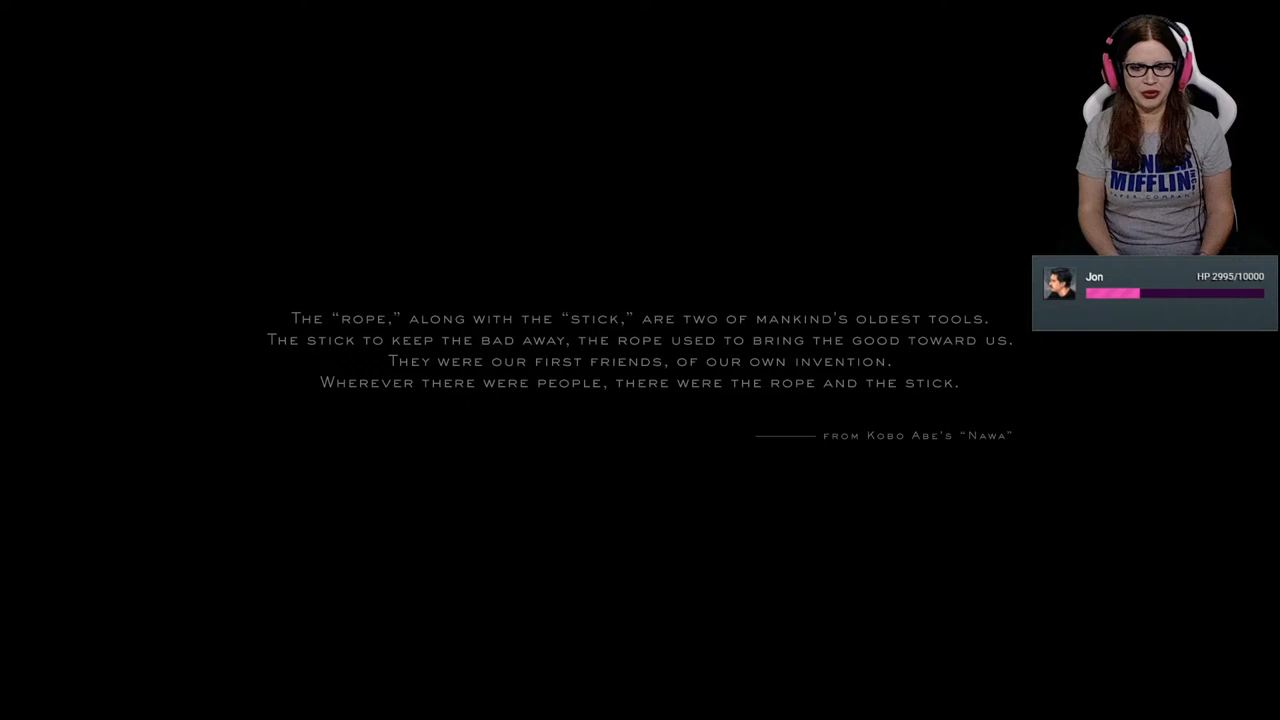 The “rope,” along with the “stick,” are two of mankind's oldest tools.
The stick to keep the bad away, the rope used to bring the good toward us.
They were our first friends, of our own invention.
Wherever there were people, there were the rope and the stick.
from Kobo Abe's “Nawa”
MIFFLIN
PAPER COMPANY
Jon
HP 2995/10000